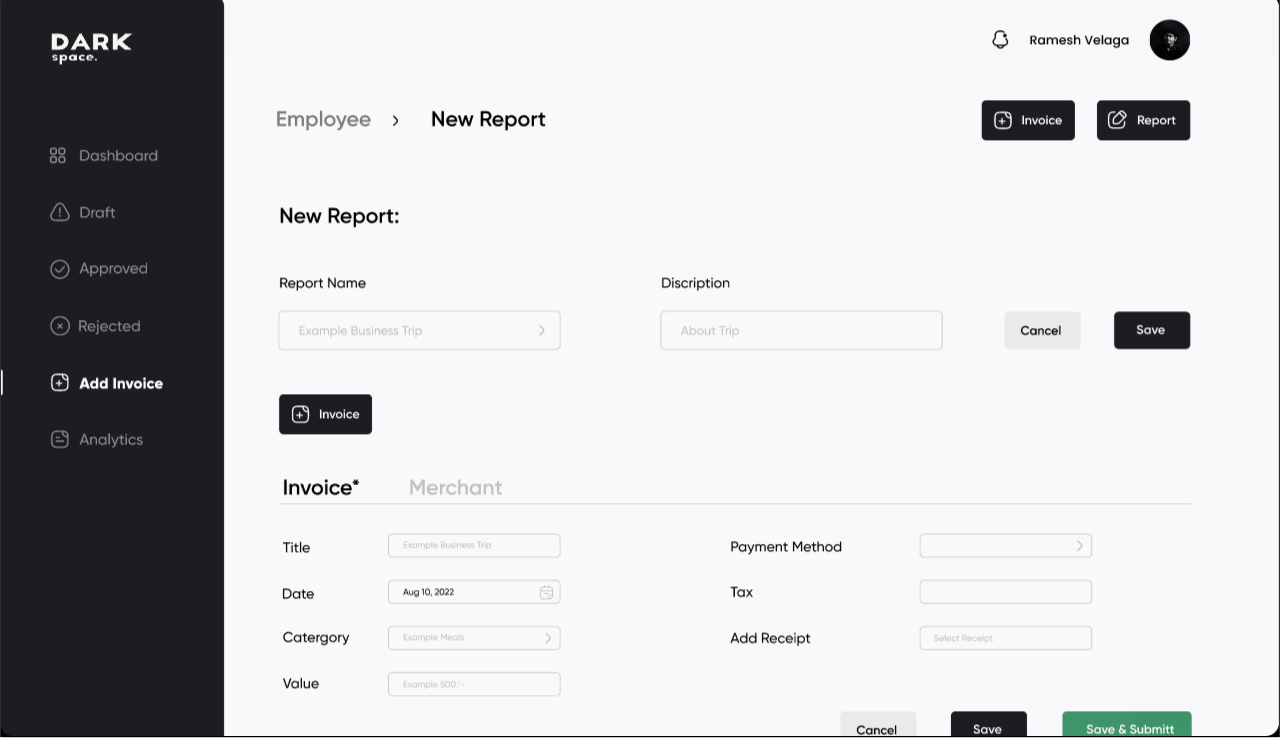 DARK
space.
Ramesh Velaga
Employee > New Report
Invoice
Report
Dashboard
Draft
Approved
Rejected
Add Invoice
Analytics
New Report:
Report Name
Discription
Example Business Trip
About Trip
Cancel
Save
Invoice
Invoice*
Merchant
Title
Example Business Trip
Payment Method
Date
Aug 10, 2022
Tax
Catergory
Example Meals
Add Receipt
Select Receipt
Value
Example 500/-
Cancel
Save
Save & Submitt